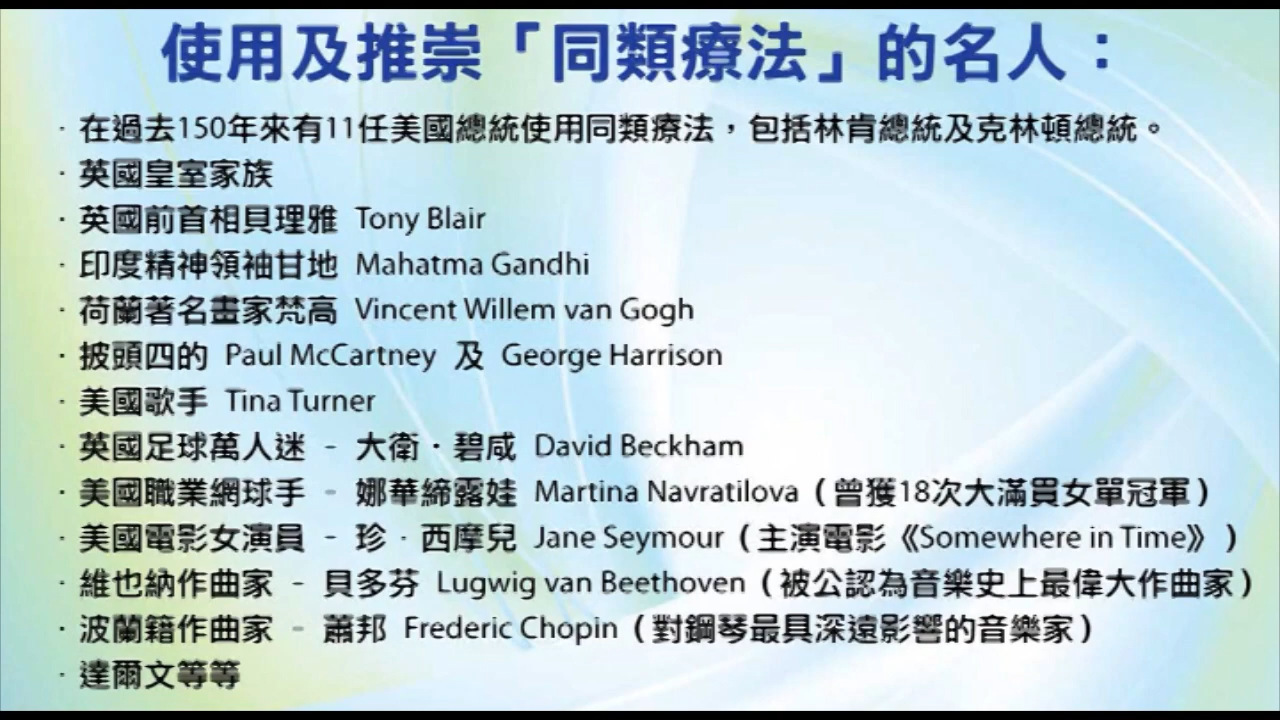 使用及推崇「同類療法」的名人：
· 在過去150年來有11任美國總統使用同類療法，包括林肯總統及克林頓總統。
· 英國皇室家族
· 英國前首相貝理雅 Tony Blair
· 印度精神領袖甘地 Mahatma Gandhi
· 荷蘭著名畫家梵高 Vincent Willem van Gogh
· 披頭四的 Paul McCartney 及 George Harrison
· 美國歌手 Tina Turner
· 英國足球萬人迷 - 大衛·碧咸 David Beckham
· 美國職業網球手 - 娜華締露娃 Martina Navratilova（曾獲18次大滿買女單冠軍）
· 美國電影女演員 - 珍·西摩兒 Jane Seymour（主演電影《Somewhere in Time》）
· 維也納作曲家 - 貝多芬 Lugwig van Beethoven（被公認為音樂史上最偉大作曲家）
· 波蘭籍作曲家 - 蕭邦 Frederic Chopin（對鋼琴最具深遠影響的音樂家）
· 達爾文等等